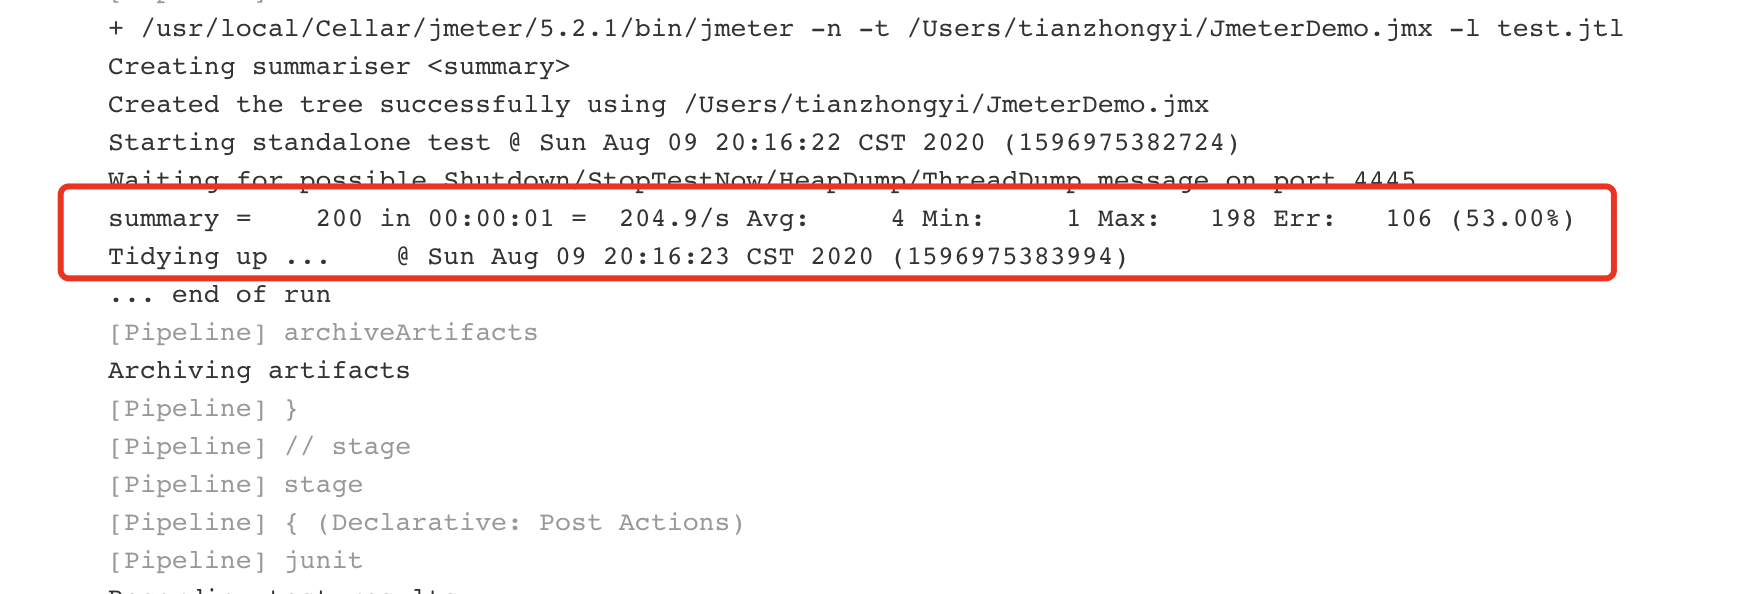 + /usr/local/Cellar/jmeter/5.2.1/bin/jmeter -n -t /Users/tianzhongyi/JmeterDemo.jmx -l test.jtl
Creating summariser <summary>
Created the tree successfully using /Users/tianzhongyi/JmeterDemo.jmx
Starting standalone test @ Sun Aug 09 20:16:22 CST 2020 (1596975382724)
Waiting for possible Shutdown/StopTestNow/HeapDump/ThreadDump message on port 4445
summary =    200 in 00:00:01 =  204.9/s Avg:     4 Min:     1 Max:   198 Err:   106 (53.00%)
Tidying up ...    @ Sun Aug 09 20:16:23 CST 2020 (1596975383994)
... end of run
[Pipeline] archiveArtifacts
Archiving artifacts
[Pipeline] }
[Pipeline] // stage
[Pipeline] stage
[Pipeline] { (Declarative: Post Actions)
[Pipeline] junit